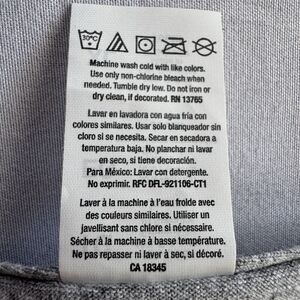 30°C
Machine wash cold with like colors.
Use only non-chlorine bleach when
needed. Tumble dry low. Do not iron or
dry clean, if decorated. RN 13765
Lavar en lavadora con agua fría con
colores similares. Usar solo blanqueador sin
cloro si se necesita. Secar en secadora a
temperatura baja. No planchar ni lavar
en seco, si tiene decoración.
Para México: Lavar con detergente.
No exprimir. RFC DFL-921106-CT1
Laver à la machine à l'eau froide avec
des couleurs similaires. Utiliser un
javellisant sans chlore si nécessaire.
Sécher à la machine à basse température.
Ne pas repasser ni laver à sec, si décoré.
CA 18345